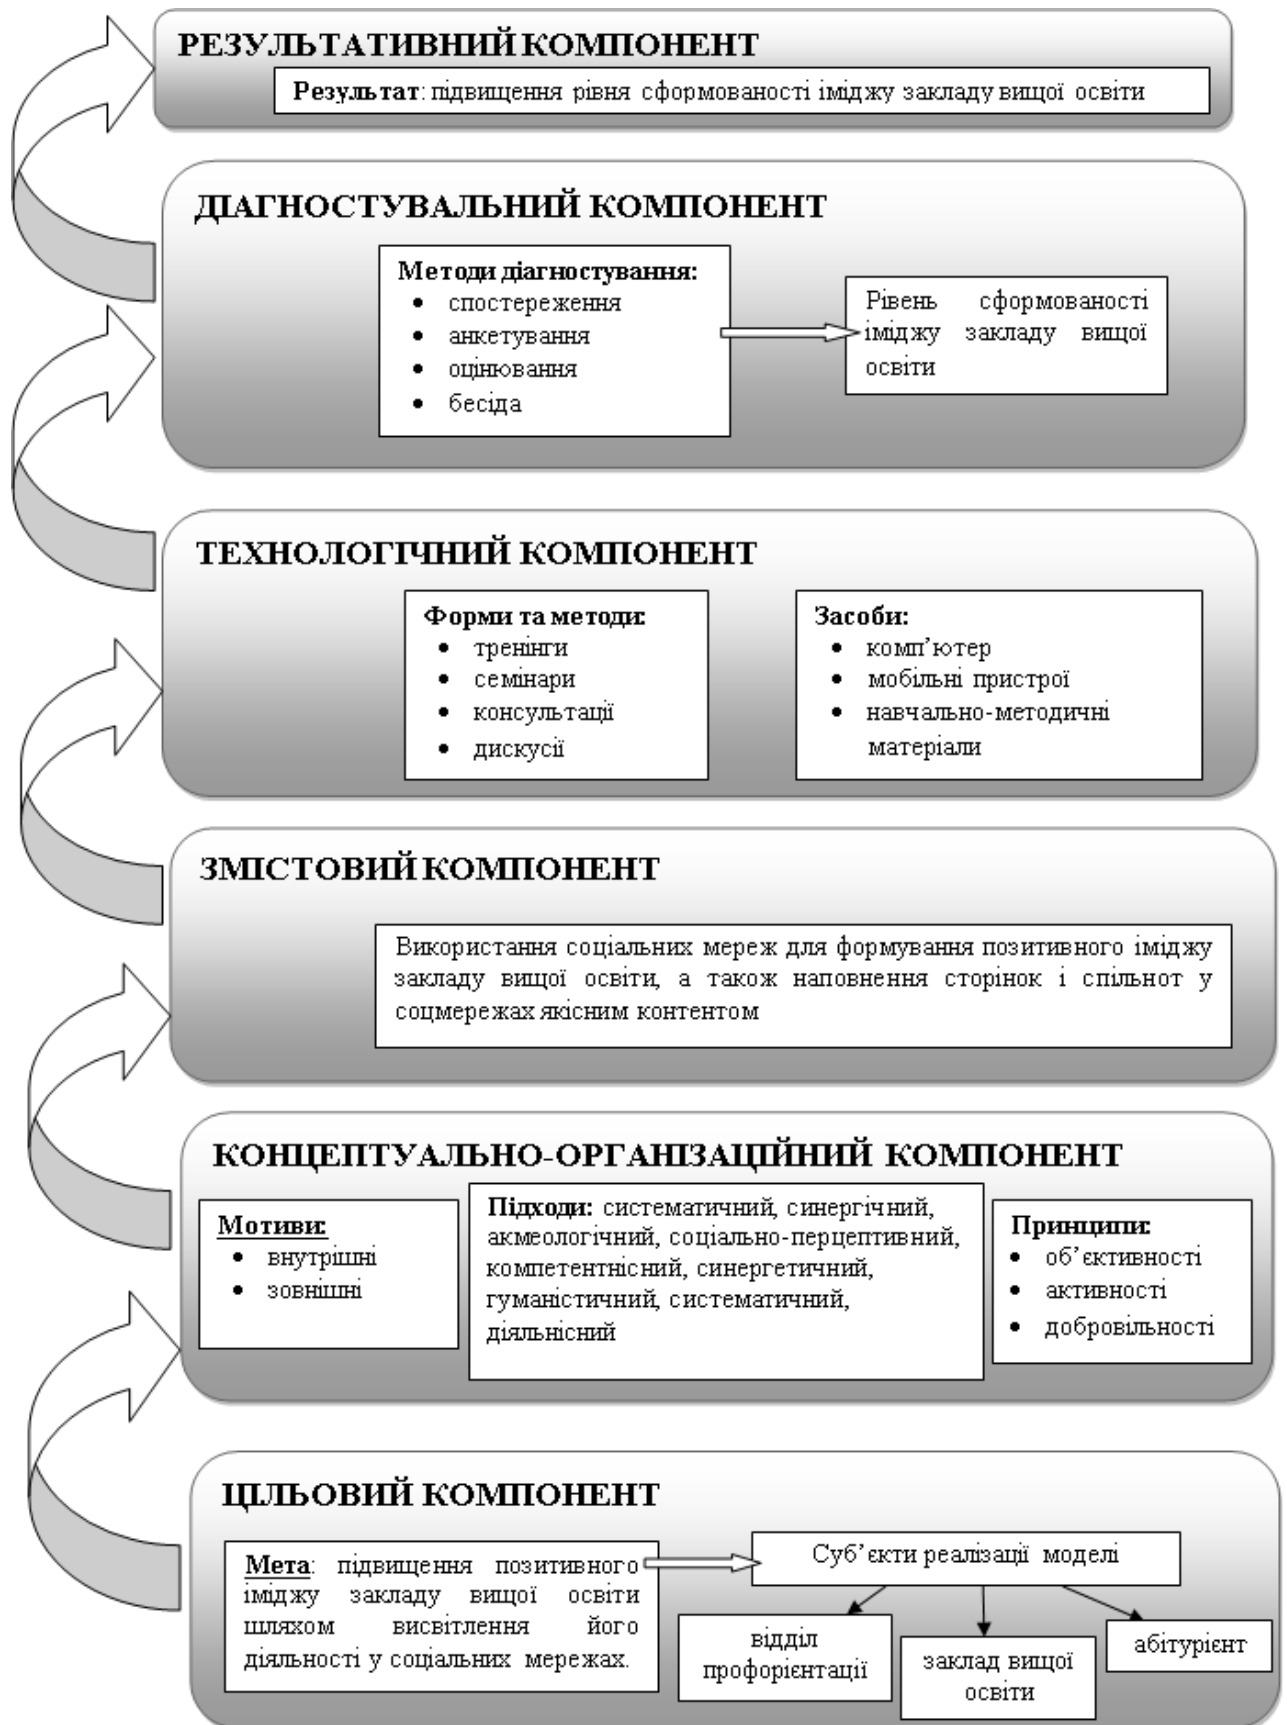 РЕЗУЛЬТАТИВНИЙ КОМПОНЕНТ
Результат: підвищення рівня сформованості іміджу закладу вищої освіти
ДІАГНОСТУВАЛЬНИЙ КОМПОНЕНТ
Методи діагностування:
• спостереження
• анкетування
• оцінювання
• бесіда
Рівень сформованості
іміджу закладу вищої
освіти
ТЕХНОЛОГІЧНИЙ КОМПОНЕНТ
Форми та методи:
• тренінги
• семінари
• консультації
• дискусії
Засоби:
• комп’ютер
• мобільні пристрої
• навчально-методичні
матеріали
ЗМІСТОВИЙ КОМПОНЕНТ
Використання соціальних мереж для формування позитивного іміджу
закладу вищої освіти, а також наповнення сторінок і спільнот у
соцмережах якісним контентом
КОНЦЕПТУАЛЬНО-ОРГАНІЗАЦІЙНИЙ КОМПОНЕНТ
Мотиви:
• внутрішні
• зовнішні
Підходи: систематичний, синергічний,
акмеологічний, соціально-перцептивний,
компетентнісний, синергетичний,
гуманістичний, систематичний,
діяльнісний
Принципи:
• об’єктивності
• активності
• добровільності
ЦІЛЬОВИЙ КОМПОНЕНТ
Мета: підвищення позитивного
іміджу закладу вищої освіти
шляхом висвітлення його
діяльності у соціальних мережах.
Суб’єкти реалізації моделі
відділ
профорієнтації
заклад вищої
освіти
абітурієнт